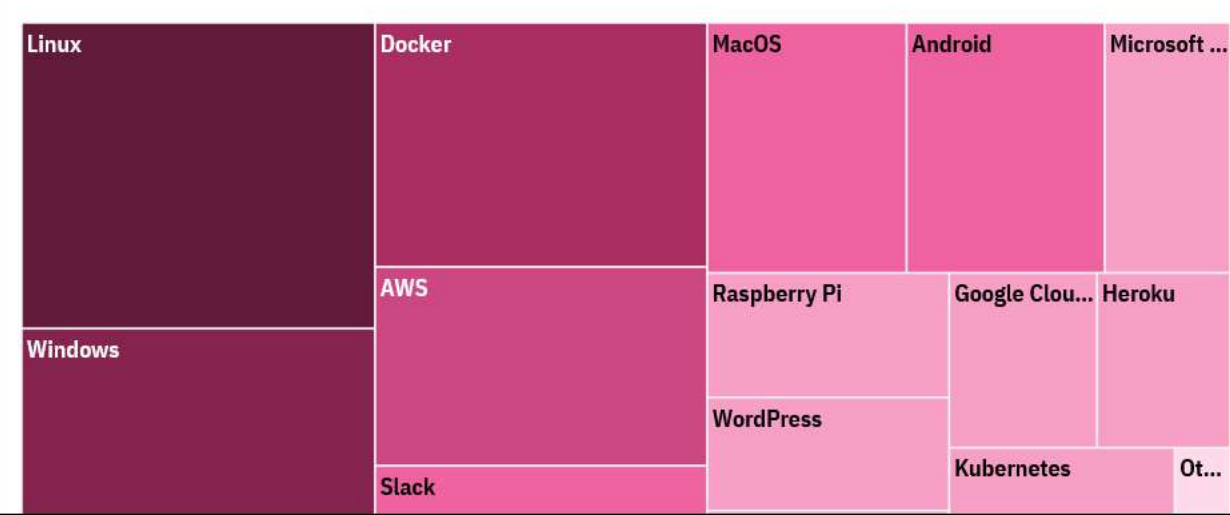 Linux
Docker
MacOS
Android
Microsoft ...
AWS
Raspberry Pi
Google Clou...
Heroku
Windows
WordPress
Kubernetes
Ot...
Slack